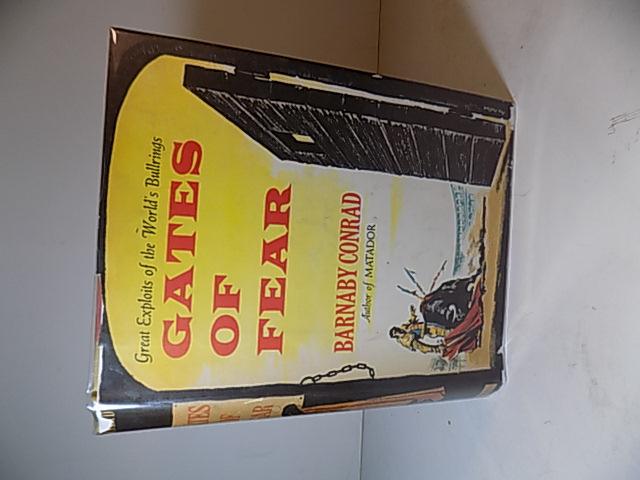 Great Exploits of the World's Bullrings
GATES
OF
FEAR
BARNABY CONRAD
Author of MATADOR